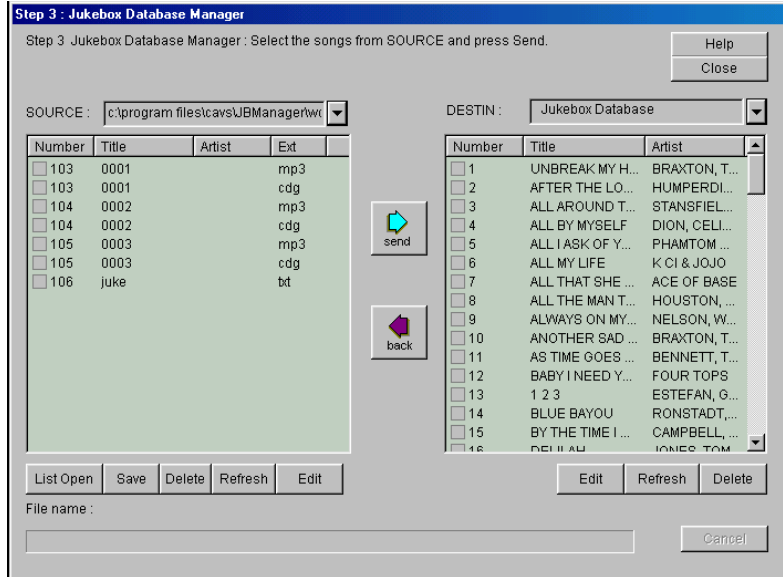 Step 3 : Jukebox Database Manager
Step 3 Jukebox Database Manager : Select the songs from SOURCE and press Send.
Help
Close
SOURCE :
c:\program files\cavs\JBManager\wo
DESTIN :
Jukebox Database
Number Title Artist Ext
103 0001 mp3
103 0001 cdg
104 0002 mp3
104 0002 cdg
105 0003 mp3
105 0003 cdg
106 juke txt
send
back
Number Title Artist
1 UNBREAK MY H... BRAXTON, T...
2 AFTER THE LO... HUMPERDI...
3 ALL AROUND T... STANSFIEL...
4 ALL BY MYSELF DION, CELI...
5 ALL I ASK OF Y... PHAMTOM ...
6 ALL MY LIFE K CI & JOJO
7 ALL THAT SHE ... ACE OF BASE
8 ALL THE MAN T... HOUSTON, ...
9 ALWAYS ON MY... NELSON, W...
10 ANOTHER SAD ... BRAXTON, T...
11 AS TIME GOES ... BENNETT, T...
12 BABY I NEED Y... FOUR TOPS
13 1 2 3 ESTEFAN, G...
14 BLUE BAYOU RONSTADT,...
15 BY THE TIME I ... CAMPBELL, ...
16 DELILAH JONES, TOM
List Open Save Delete Refresh Edit
Edit Refresh Delete
File name :
Cancel